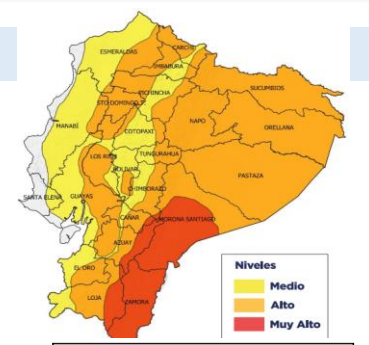 CARCHI
ESMERALDAS
IMBABURA
SUCUMBIOS
PICHINCHA
STO DOMINGO T
NAPO
ORELLANA
MANABÍ
COTOPAXI
LOS RÍOS
TUNGURAHUA
BOLIVAR
PASTAZA
CHIMBORAZO
SANTA ELENA
GUAYAS
CAÑAR
MORONA SANTIAGO
AZUAY
EL ORO
LOJA
ZAMORA
Niveles
Medio
Alto
Muy Alto